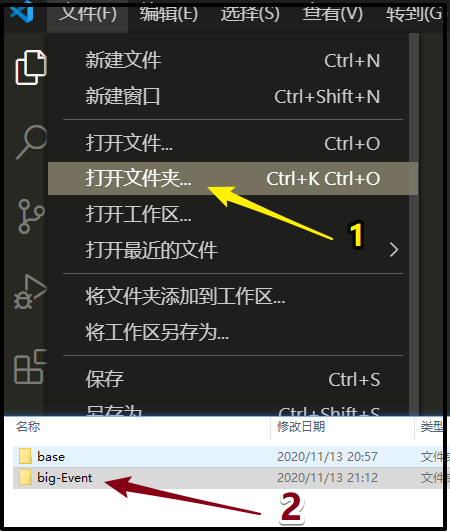 文件(F) 编辑(E) 选择(S) 查看(V) 转到(G)
新建文件 Ctrl+N
新建窗口 Ctrl+Shift+N
打开文件... Ctrl+O
打开文件夹... Ctrl+K Ctrl+O
1
打开工作区...
打开最近的文件
将文件夹添加到工作区...
将工作区另存为...
保存 Ctrl+S
另存为 Ctrl+Shift+S
名称 修改日期 类型
base 2020/11/13 20:57 文件
big-Event 2020/11/13 21:12 文件
2